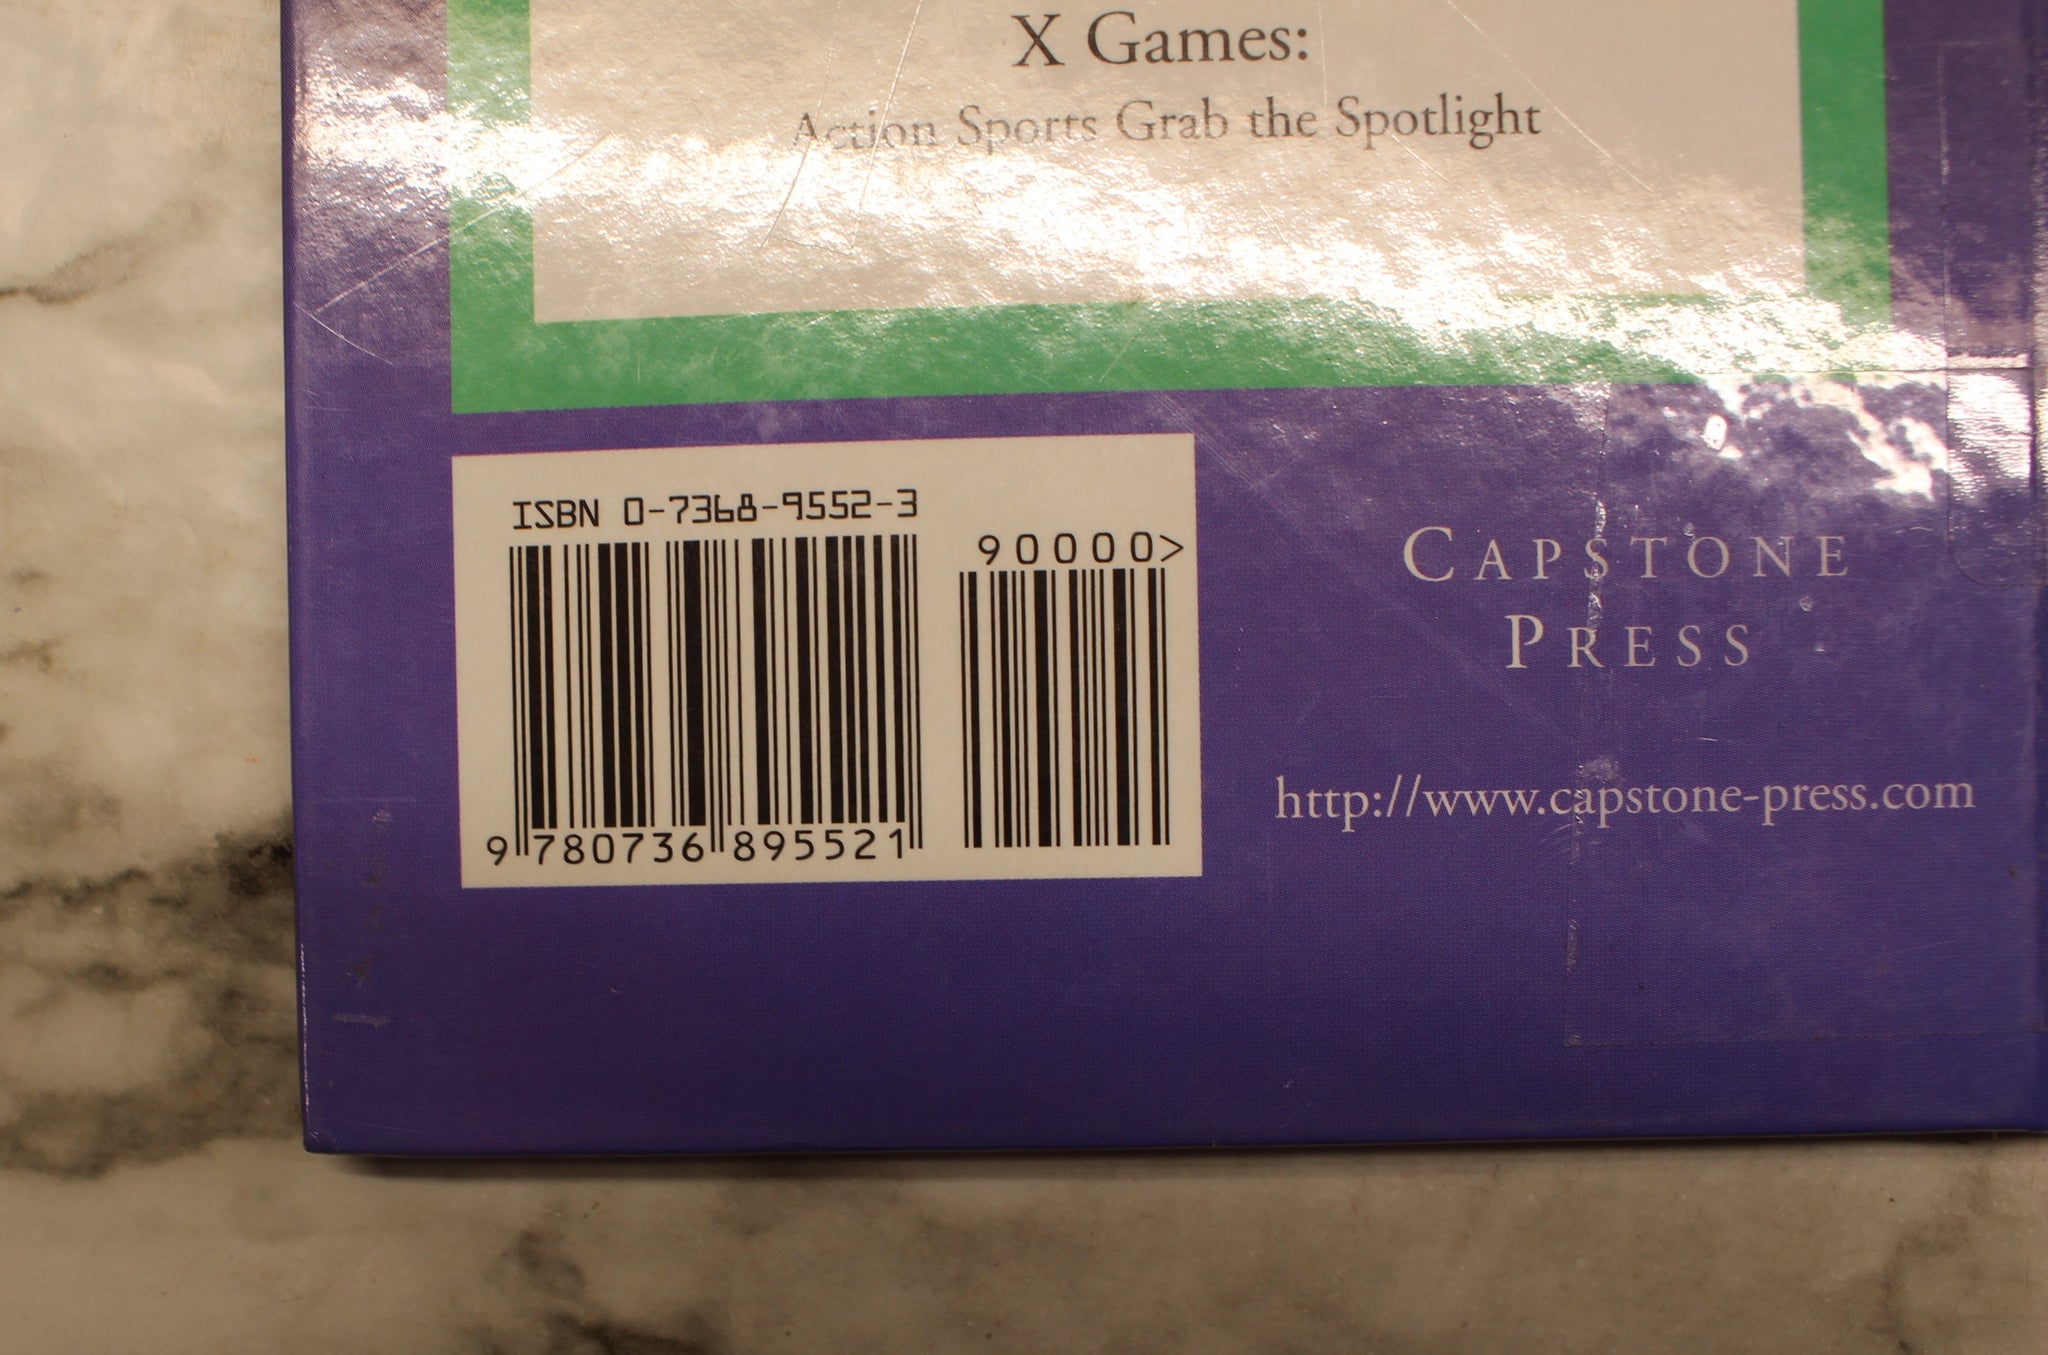 X Games:
Action Sports Grab the Spotlight
ISBN 0-7368-9552-3
90000>
9 780736 895521
CAPSTONE
PRESS
http://www.capstone-press.com